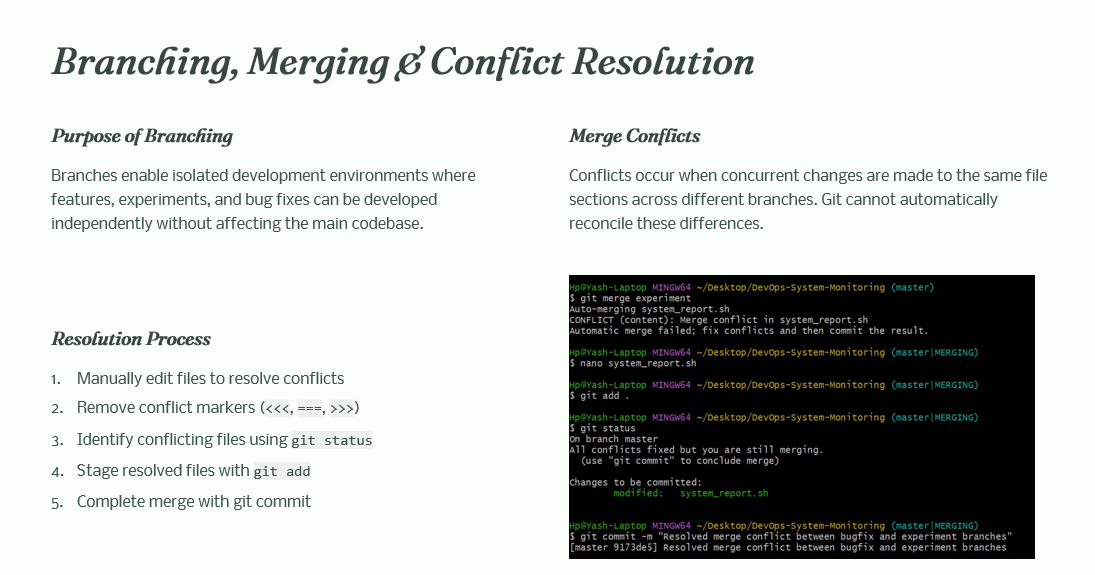 Branching, Merging & Conflict Resolution
Purpose of Branching
Branches enable isolated development environments where
features, experiments, and bug fixes can be developed
independently without affecting the main codebase.
Resolution Process
1. Manually edit files to resolve conflicts
2. Remove conflict markers (<<<, ===, >>>)
3. Identify conflicting files using git status
4. Stage resolved files with git add
5. Complete merge with git commit
Merge Conflicts
Conflicts occur when concurrent changes are made to the same file
sections across different branches. Git cannot automatically
reconcile these differences.
Hp@Yash-Laptop MINGW64 ~/Desktop/DevOps-System-Monitoring (master)
$ git merge experiment
Auto-merging system_report.sh
CONFLICT (content): Merge conflict in system_report.sh
Automatic merge failed; fix conflicts and then commit the result.
Hp@Yash-Laptop MINGW64 ~/Desktop/DevOps-System-Monitoring (master|MERGING)
$ nano system_report.sh
Hp@Yash-Laptop MINGW64 ~/Desktop/DevOps-System-Monitoring (master|MERGING)
$ git add .
Hp@Yash-Laptop MINGW64 ~/Desktop/DevOps-System-Monitoring (master|MERGING)
$ git status
On branch master
All conflicts fixed but you are still merging.
(use "git commit" to conclude merge)
Changes to be committed:
modified: system_report.sh
Hp@Yash-Laptop MINGW64 ~/Desktop/DevOps-System-Monitoring (master|MERGING)
$ git commit -m "Resolved merge conflict between bugfix and experiment branches"
[master 9173de5] Resolved merge conflict between bugfix and experiment branches